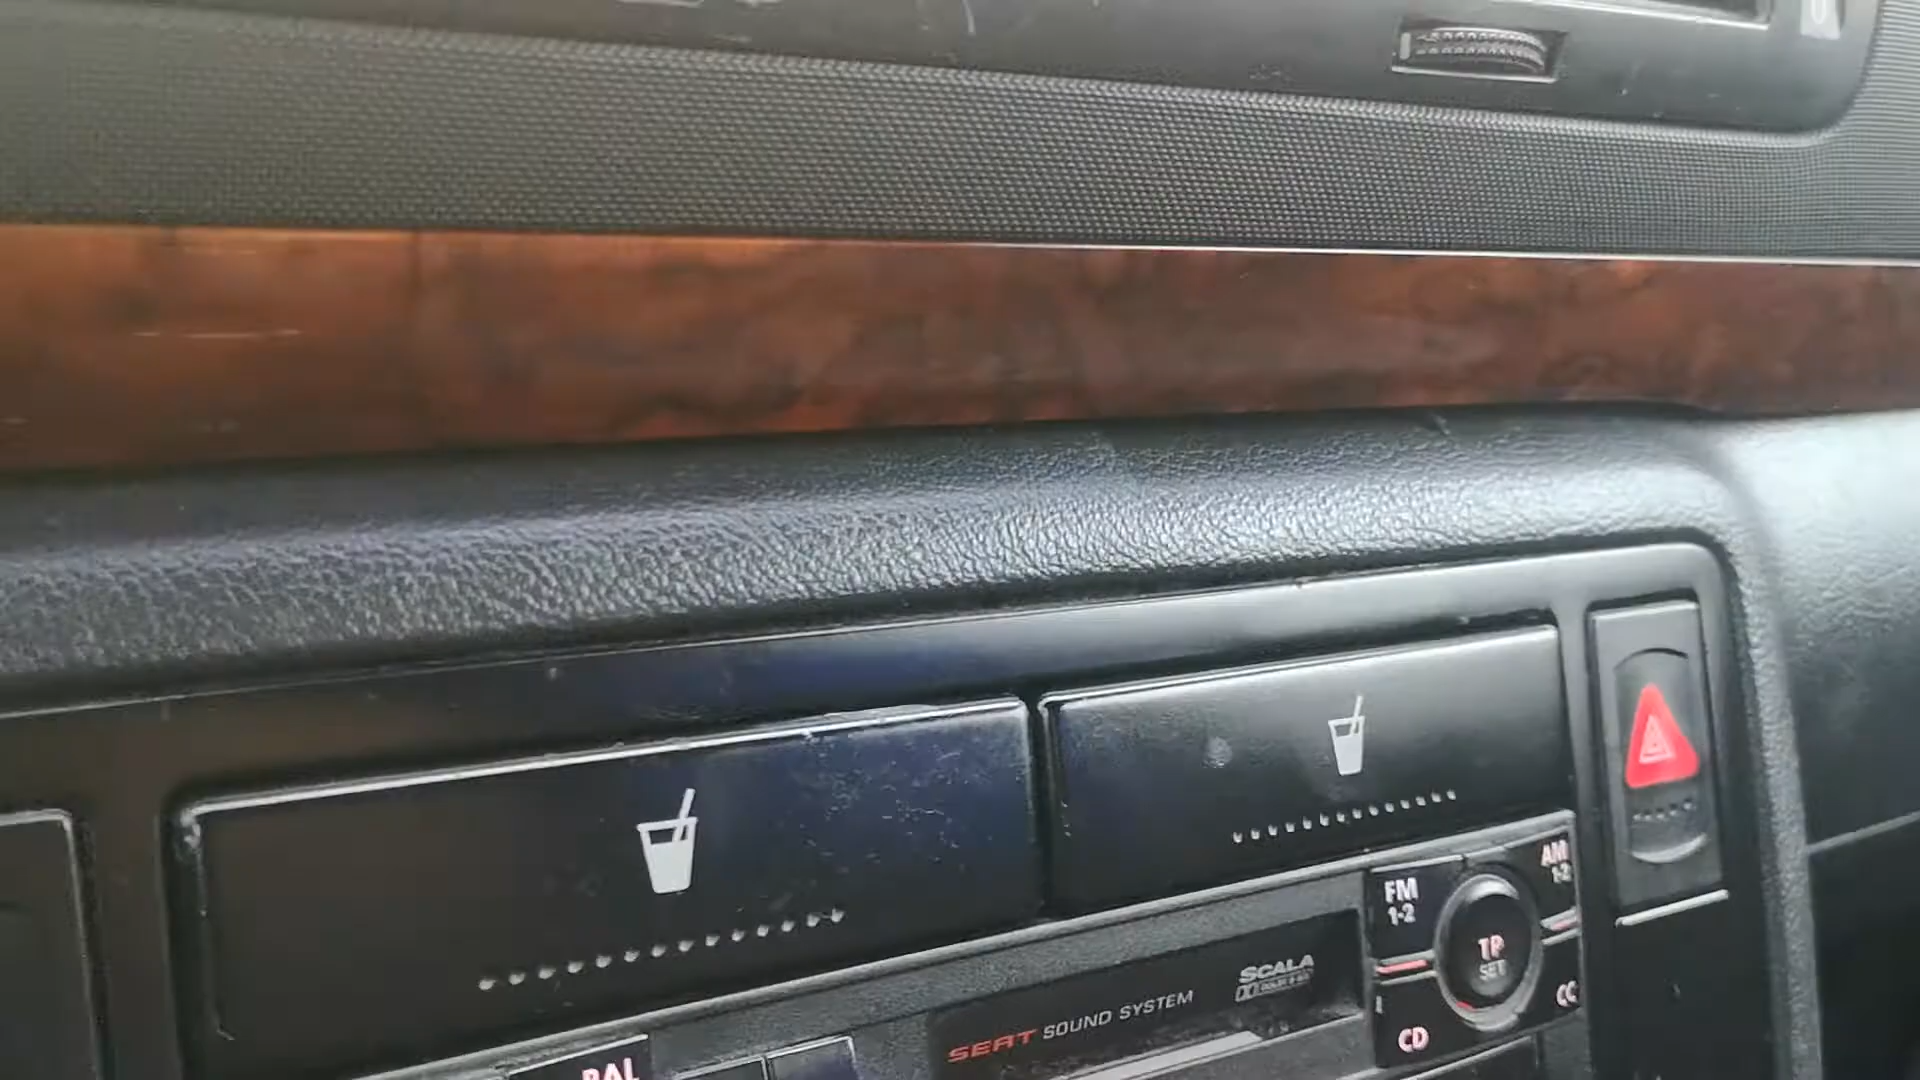 FM
1-2
AM
1-2
TP
SET
SCALA
SEAT SOUND SYSTEM
CD
CC
BAL